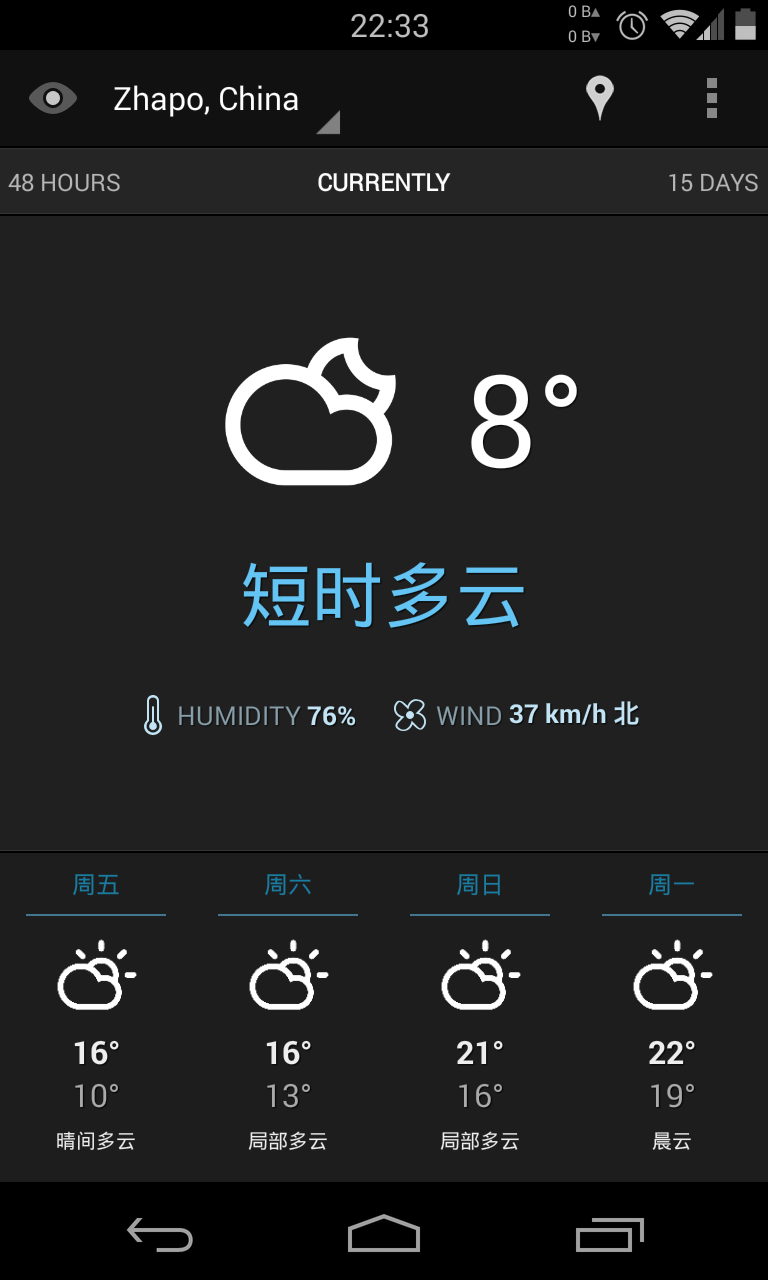 22:33
0 B▲
0 B▼
Zhapo, China
48 HOURS CURRENTLY 15 DAYS
8°
短时多云
HUMIDITY 76% WIND 37 km/h 北
周五 周六 周日 周一
16° 16° 21° 22°
10° 13° 16° 19°
晴间多云 局部多云 局部多云 晨云